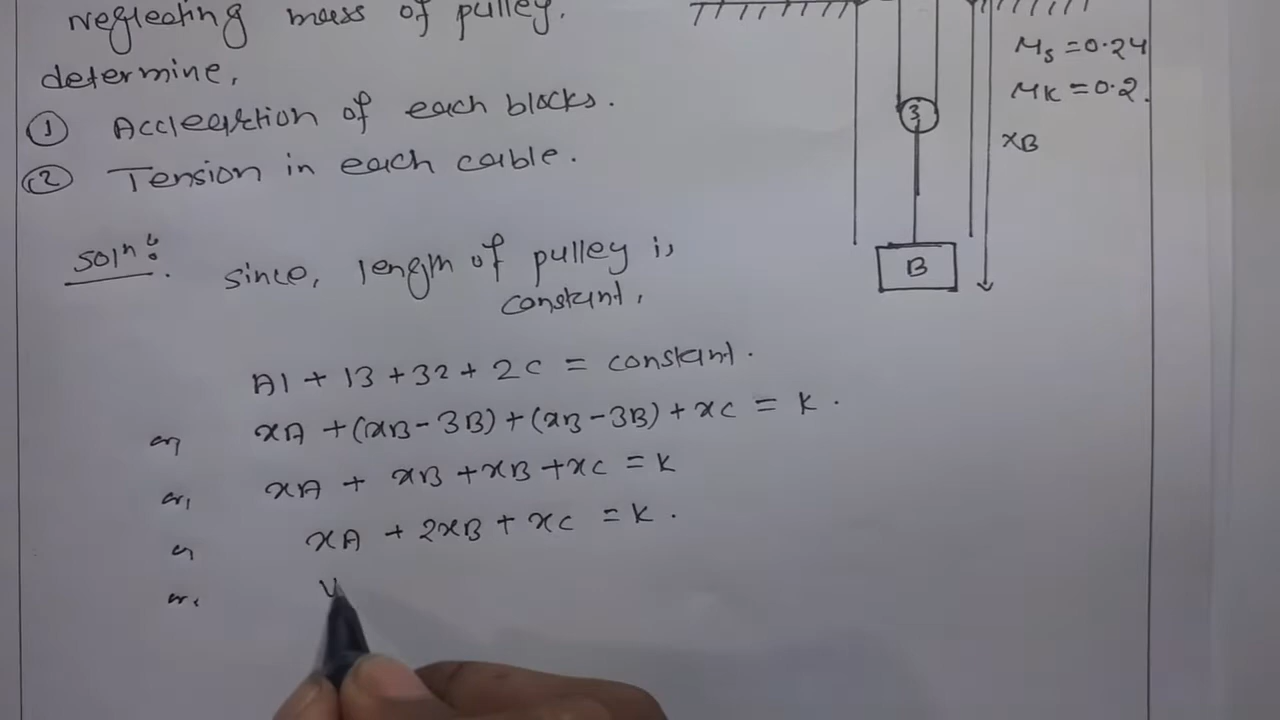 neglecting mass of pulley.
determine,
① Accleartion of each blocks.
② Tension in each cable.
Soln:
since, length of pulley is
constant,
A1 + 13 + 32 + 2C = constant.
or, xA + (xB - 3B) + (xB - 3B) + xC = K.
or, xA + xB + xB + xC = K
or, xA + 2xB + xC = K.
or,
3
B
Ms = 0.24
MK = 0.2.
xB